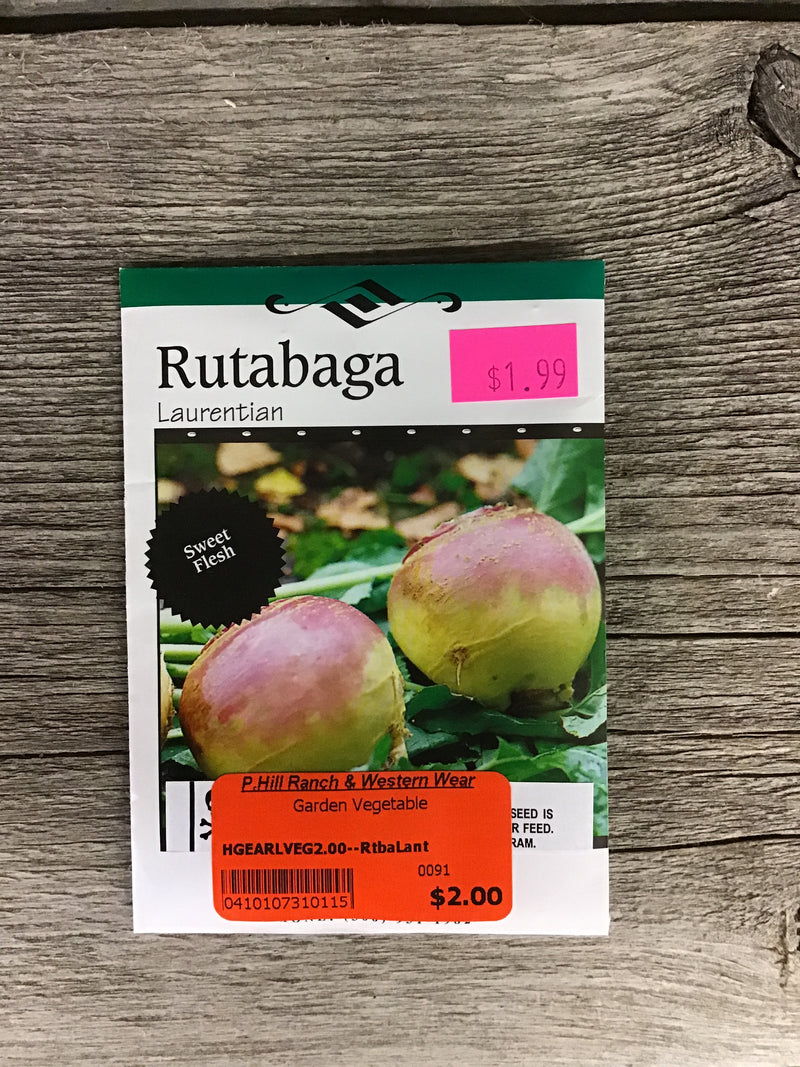 Rutabaga
$1.99
Laurentian
Sweet
Flesh
P.Hill Ranch & Western Wear
Garden Vegetable
SEED IS
R FEED.
RAM.
HGEARLVEG2.00--RtbaLant
0091
0410107310115
$2.00